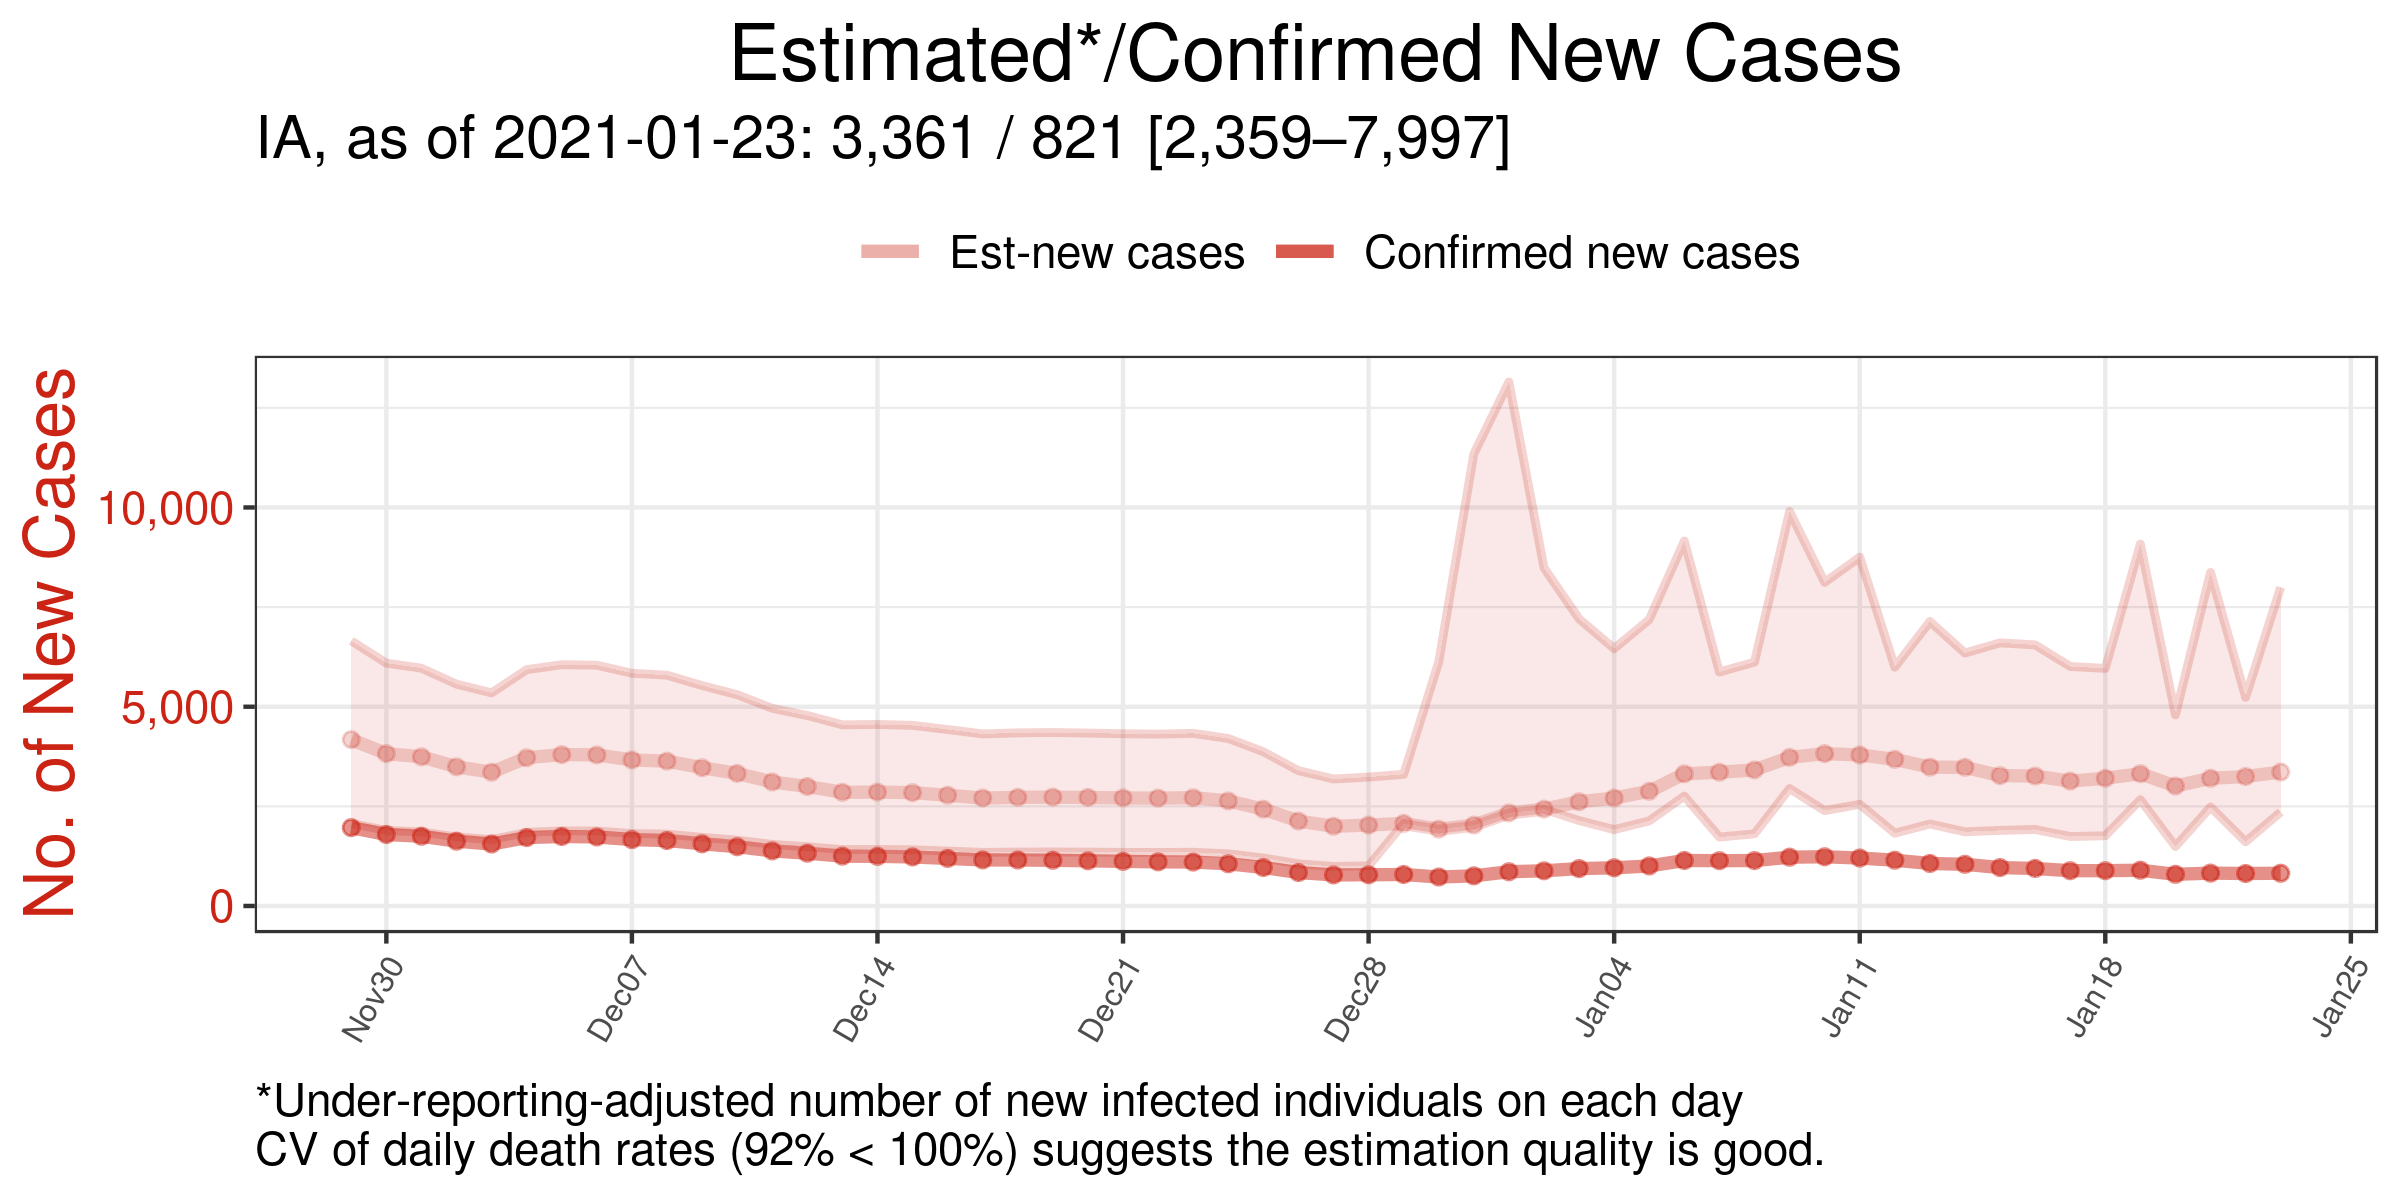 Estimated*/Confirmed New Cases
IA, as of 2021-01-23: 3,361 / 821 [2,359–7,997]
Est-new cases
Confirmed new cases
No. of New Cases
10,000
5,000
0
Nov30
Dec07
Dec14
Dec21
Dec28
Jan04
Jan11
Jan18
Jan25
*Under-reporting-adjusted number of new infected individuals on each day
CV of daily death rates (92% < 100%) suggests the estimation quality is good.